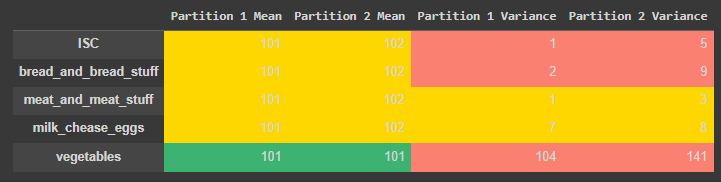 Partition 1 Mean Partition 2 Mean Partition 1 Variance Partition 2 Variance
ISC 101 102 1 5
bread_and_bread_stuff 101 102 2 9
meat_and_meat_stuff 101 102 1 3
milk_chease_eggs 101 102 7 8
vegetables 101 101 104 141